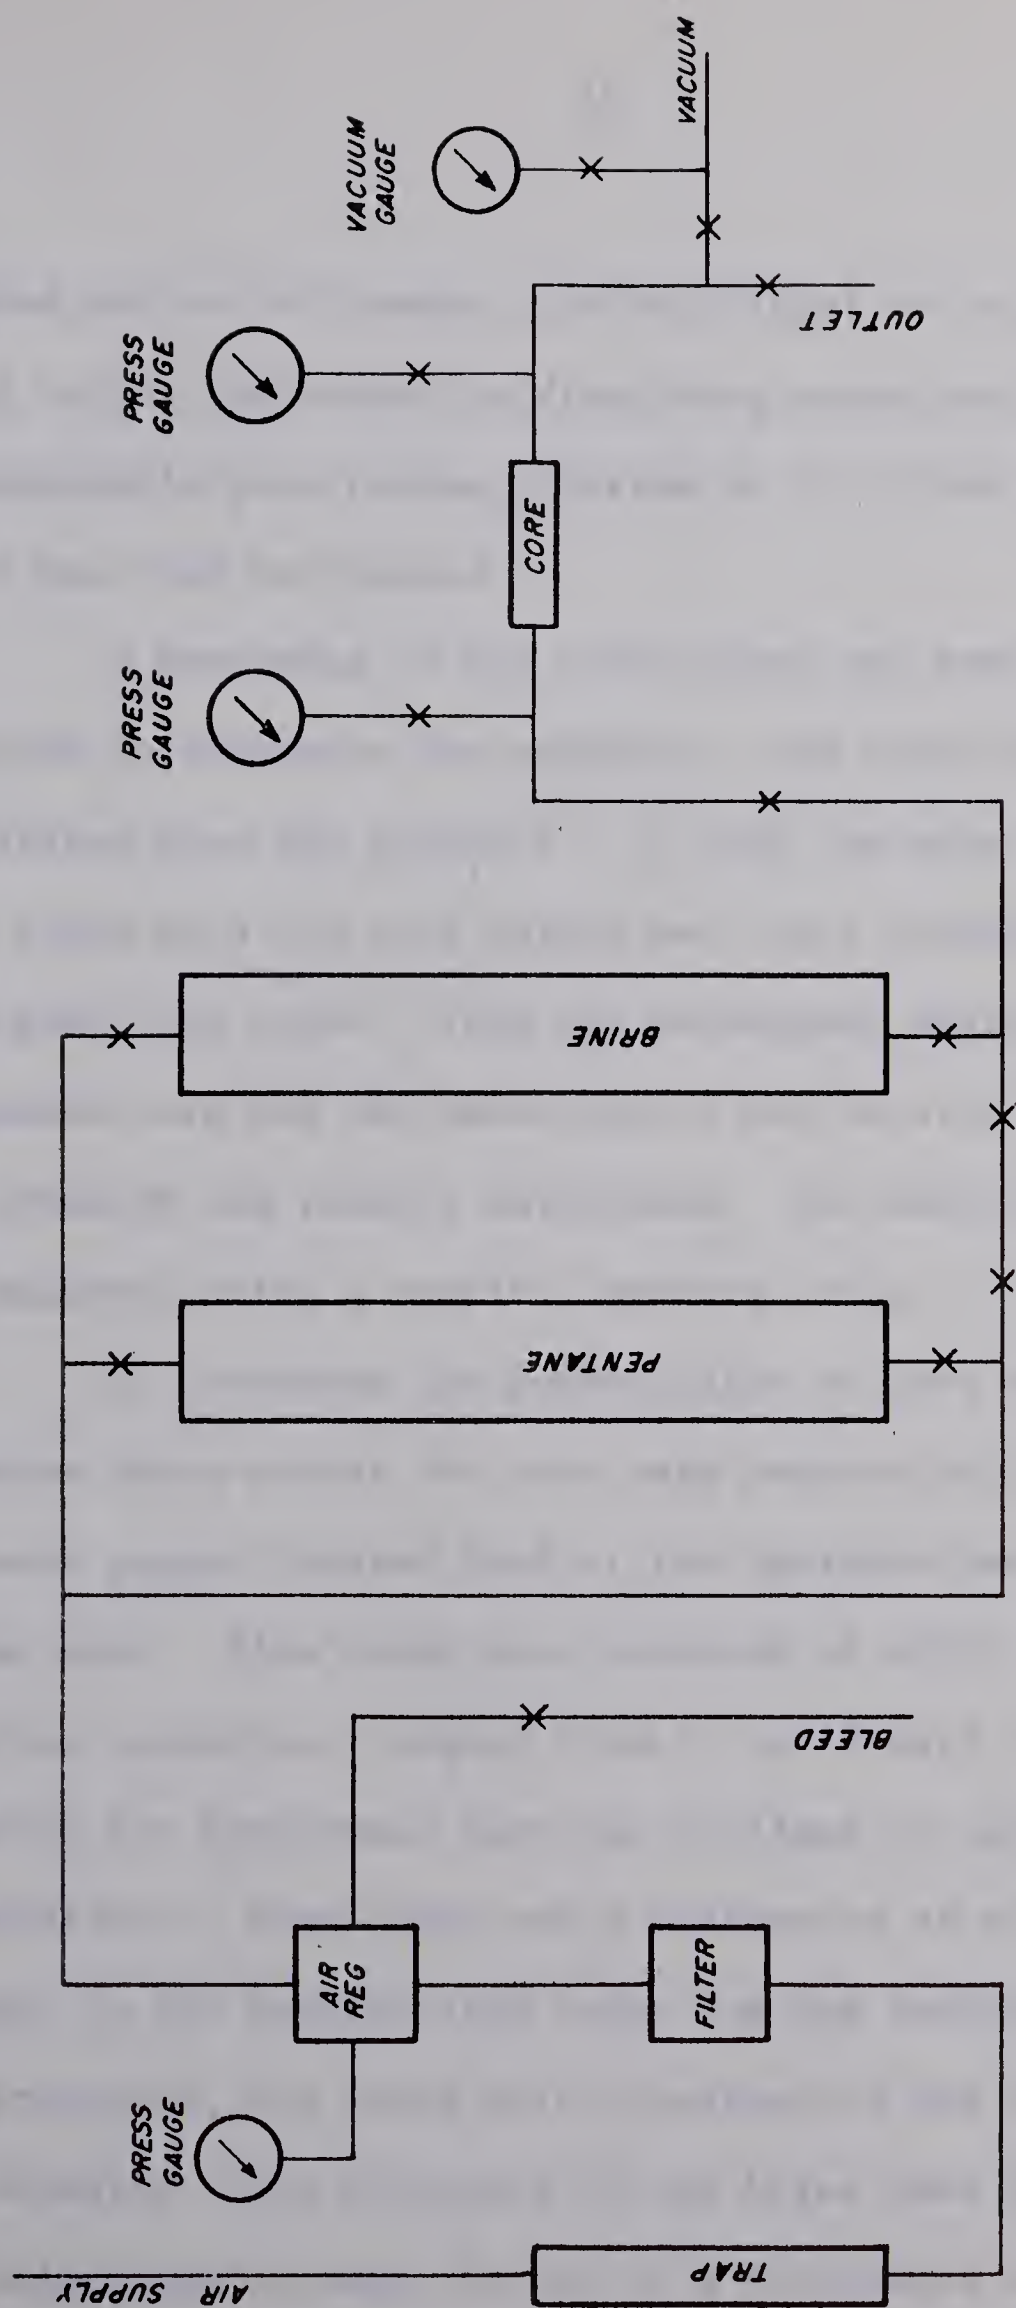 AIR SUPPLY
TRAP
PRESS
GAUGE
FILTER
AIR
REG
BLEED
PENTANE
BRINE
PRESS
GAUGE
CORE
PRESS
GAUGE
OUTLET
VACUUM
GAUGE
VACUUM